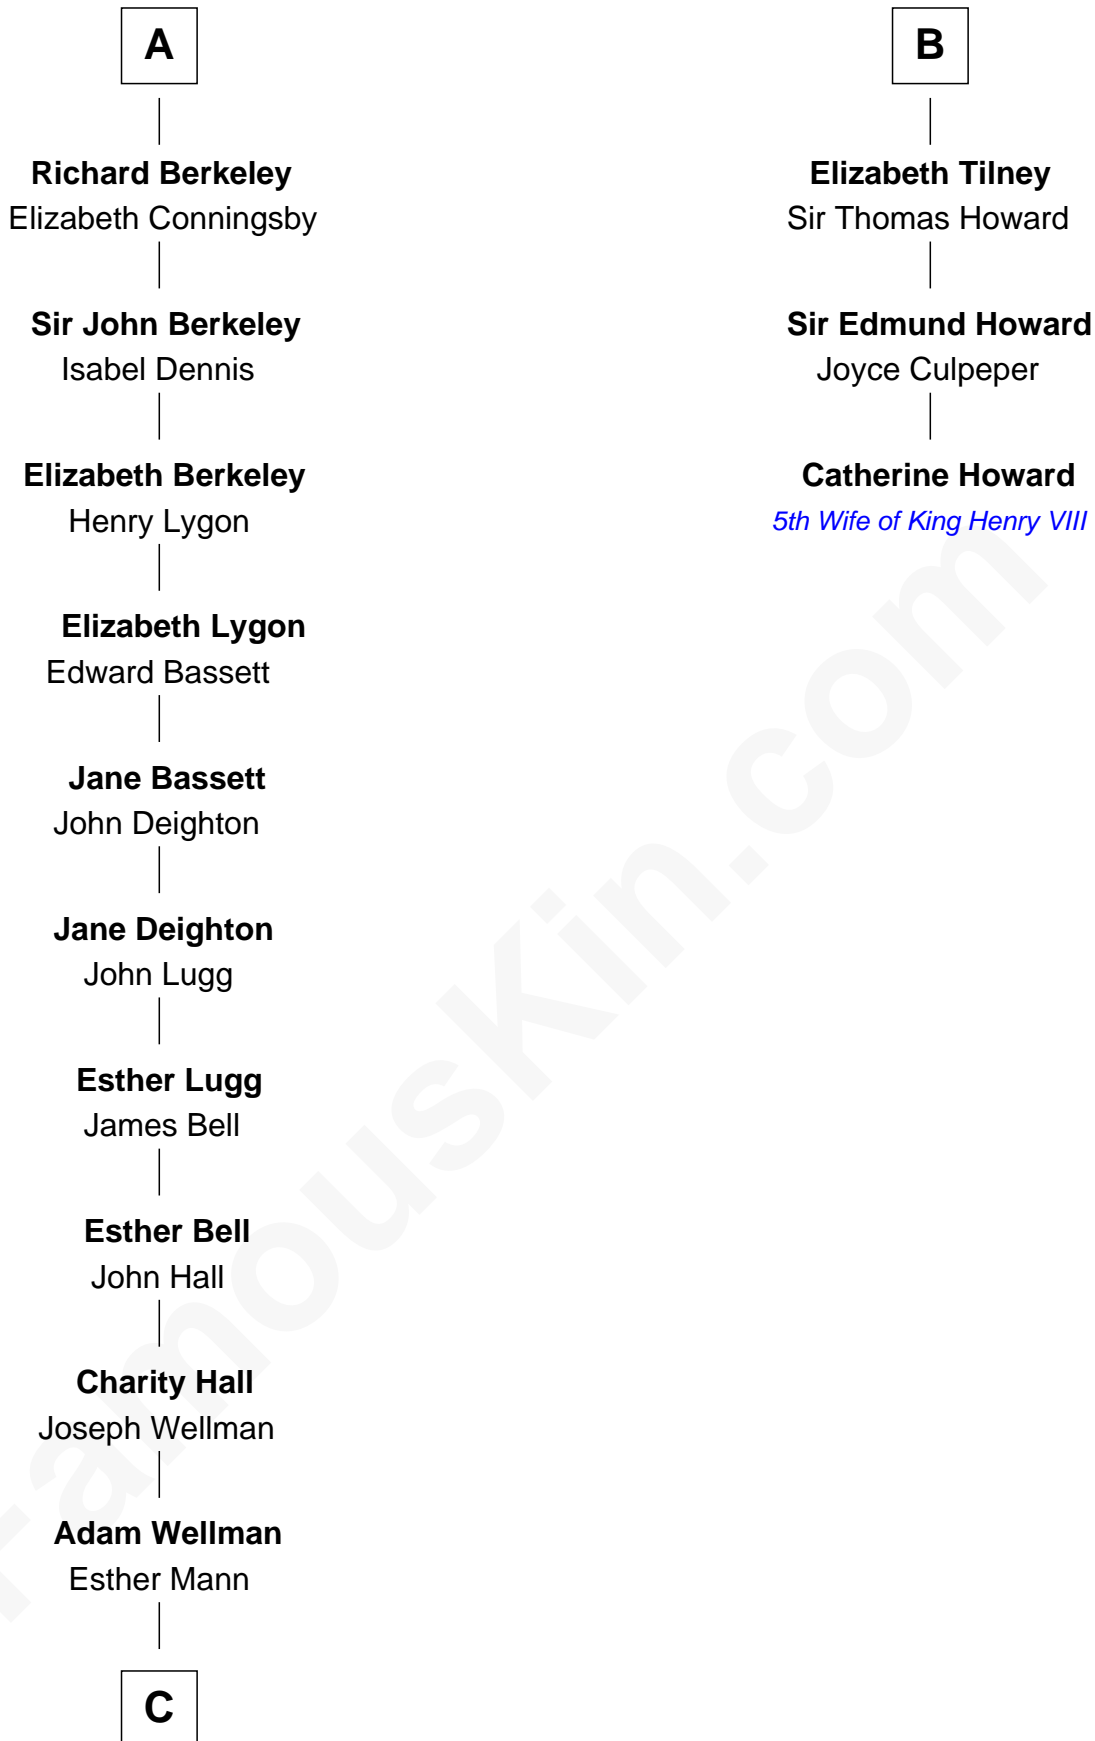 A
Richard Berkeley
Elizabeth Conningsby
Sir John Berkeley
Isabel Dennis
Elizabeth Berkeley
Henry Lygon
Elizabeth Lygon
Edward Bassett
Jane Bassett
John Deighton
Jane Deighton
John Lugg
Esther Lugg
James Bell
Esther Bell
John Hall
Charity Hall
Joseph Wellman
Adam Wellman
Esther Mann
C
B
Elizabeth Tilney
Sir Thomas Howard
Sir Edmund Howard
Joyce Culpeper
Catherine Howard
5th Wife of King Henry VIII
FamousKin.com